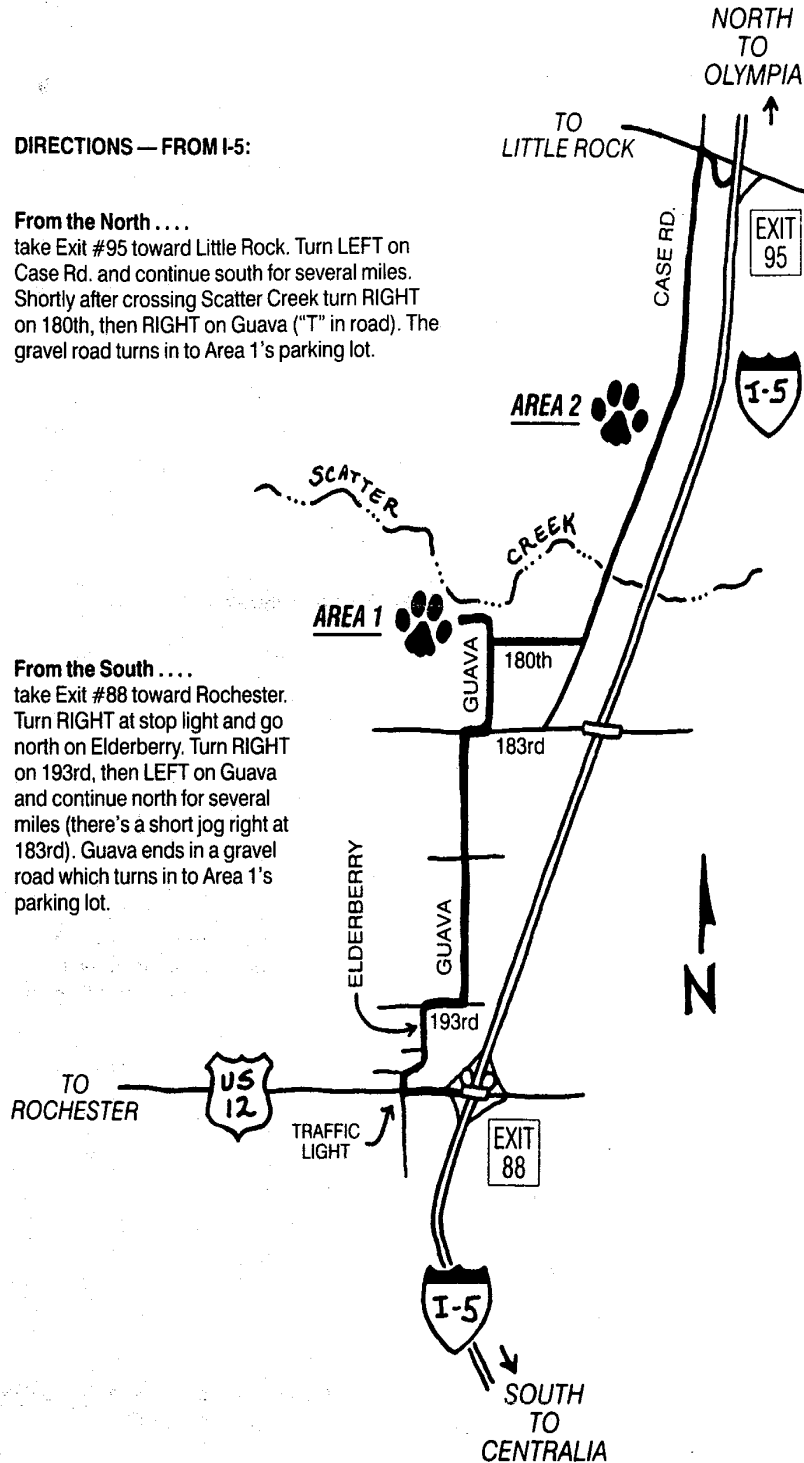 NORTH
TO
OLYMPIA
TO
LITTLE ROCK
DIRECTIONS — FROM I-5:
From the North . . . .
take Exit #95 toward Little Rock. Turn LEFT on
Case Rd. and continue south for several miles.
Shortly after crossing Scatter Creek turn RIGHT
on 180th, then RIGHT on Guava ("T" in road). The
gravel road turns in to Area 1's parking lot.
CASE RD.
EXIT
95
I-5
AREA 2
SCATTER
CREEK
AREA 1
GUAVA
180th
183rd
From the South . . . .
take Exit #88 toward Rochester.
Turn RIGHT at stop light and go
north on Elderberry. Turn RIGHT
on 193rd, then LEFT on Guava
and continue north for several
miles (there's a short jog right at
183rd). Guava ends in a gravel
road which turns in to Area 1's
parking lot.
ELDERBERRY
GUAVA
193rd
N
TO
ROCHESTER
US
12
TRAFFIC
LIGHT
EXIT
88
I-5
SOUTH
TO
CENTRALIA